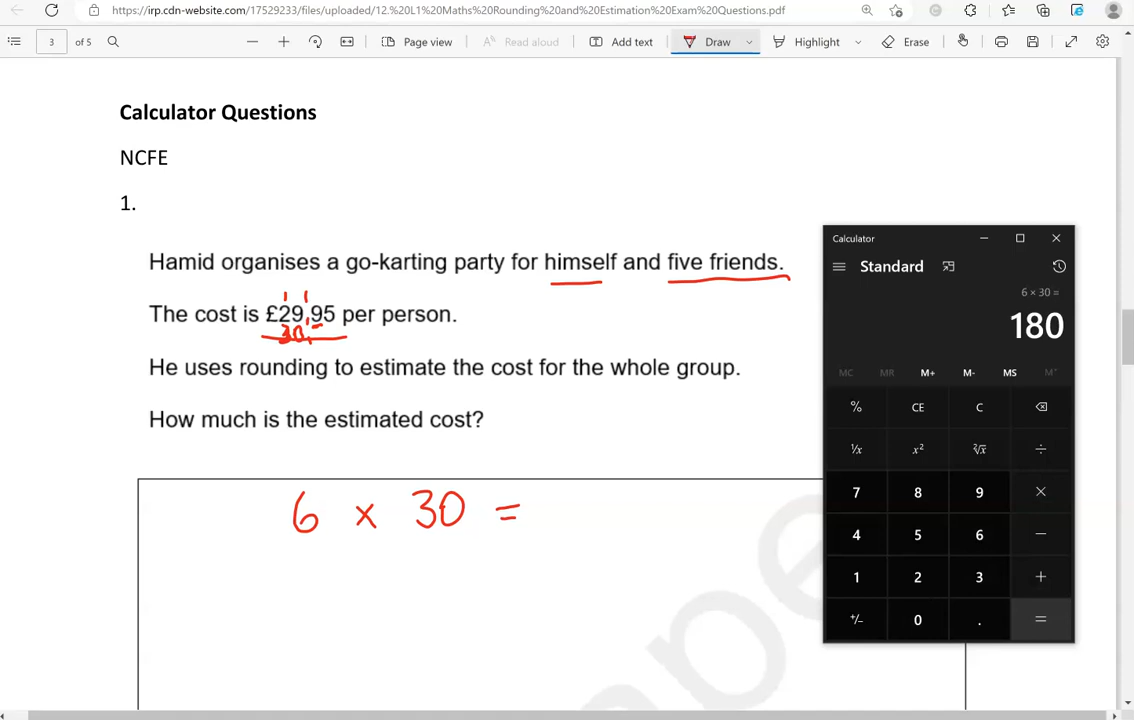 https://irp.cdn-website.com/17529233/files/uploaded/12.%20L1%20Maths%20Rounding%20and%20Estimation%20Exam%20Questions.pdf
3 of 5 Page view Read aloud Add text Draw Highlight Erase
Calculator Questions
NCFE
1.
Hamid organises a go-karting party for himself and five friends.
The cost is £29.95 per person.
30.
He uses rounding to estimate the cost for the whole group.
How much is the estimated cost?
6 x 30 =
Calculator
Standard
6 × 30 =
180
MC MR M+ M- MS M˅
% CE C
¹/x x² ²√x ÷
7 8 9 ×
4 5 6 −
1 2 3 +
+/- 0 . =